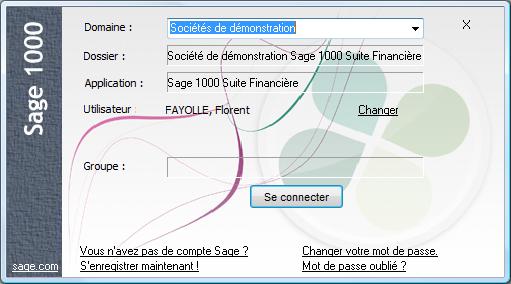 Sage 1000
Domaine : Sociétés de démonstration X
Dossier : Société de démonstration Sage 1000 Suite Financière
Application : Sage 1000 Suite Financière
Utilisateur : FAYOLLE, Florent Changer
Groupe :
Se connecter
Vous n'avez pas de compte Sage ? Changer votre mot de passe.
S'enregistrer maintenant ! Mot de passe oublié ?
sage.com